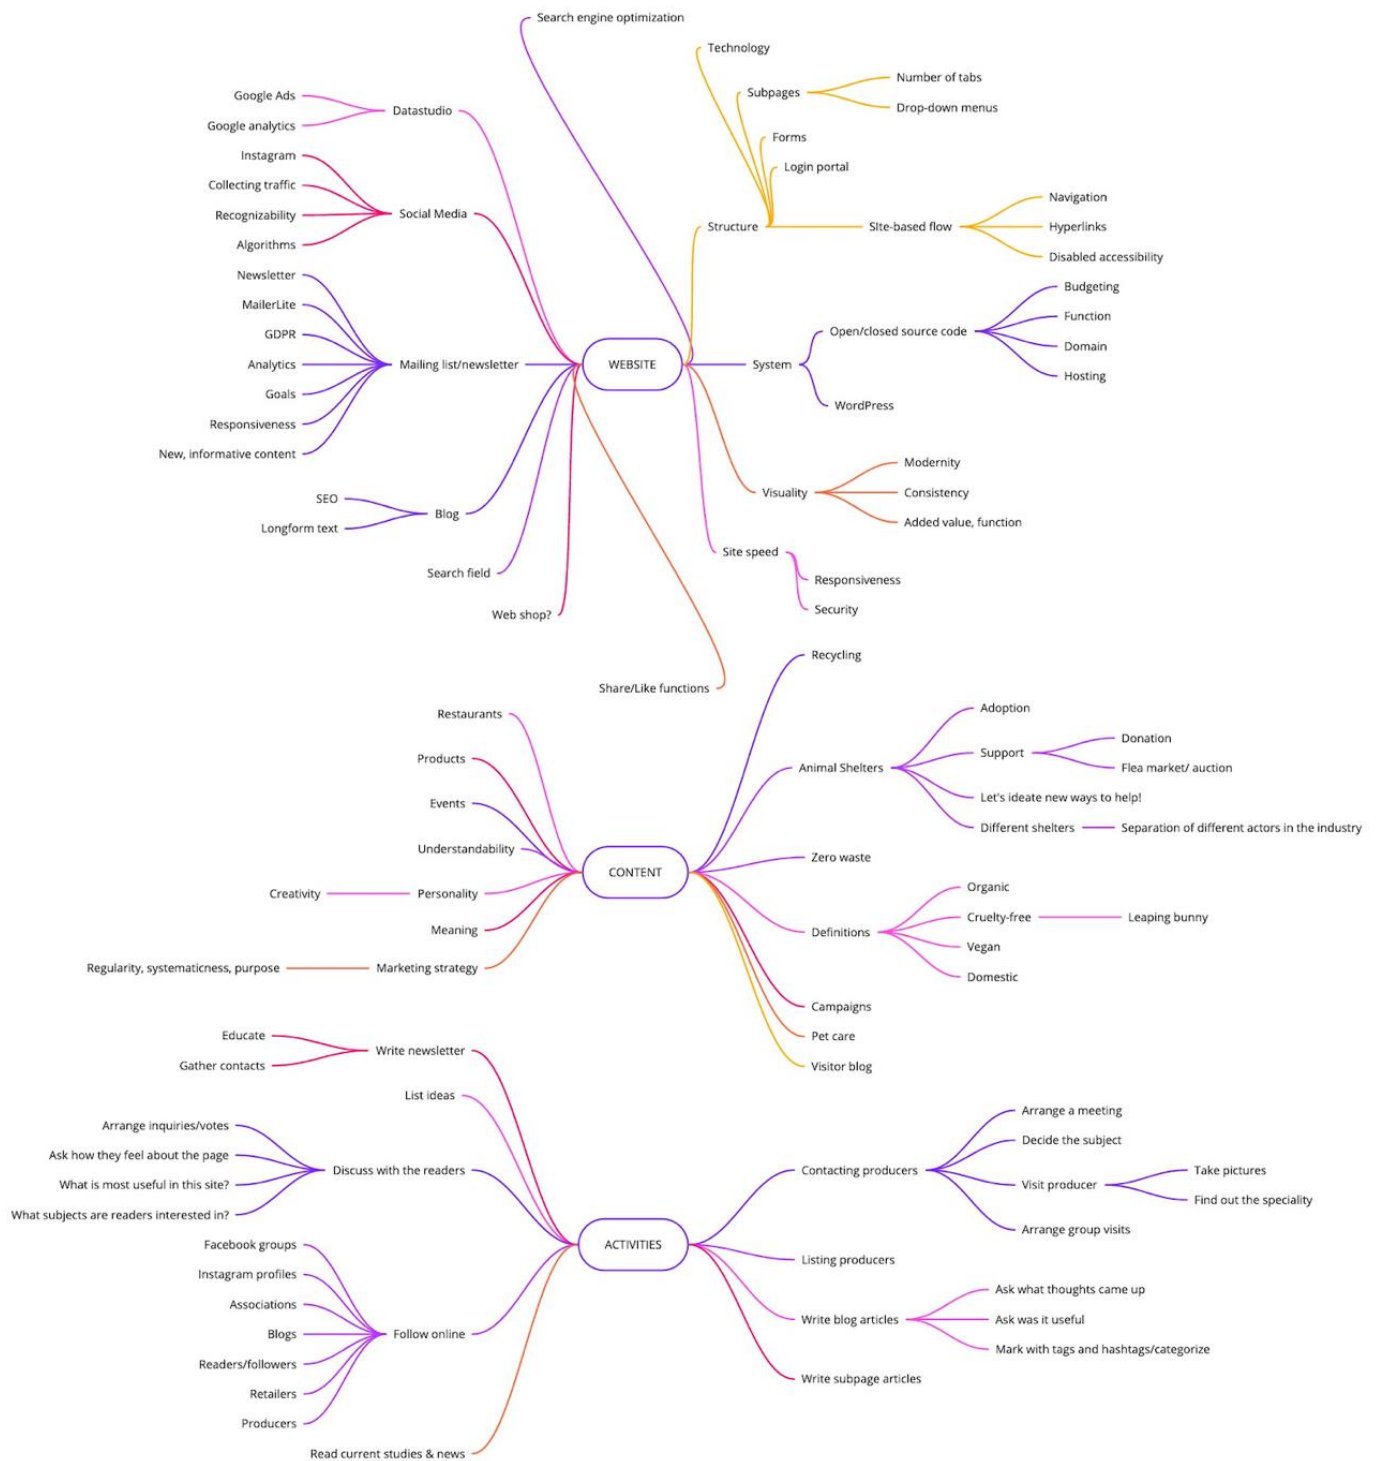 Search engine optimization
Technology
Subpages
Number of tabs
Drop-down menus
Forms
Login portal
Structure
SIte-based flow
Navigation
Hyperlinks
Disabled accessibility
Google Ads
Google analytics
Datastudio
Instagram
Collecting traffic
Recognizability
Algorithms
Social Media
Newsletter
MailerLite
GDPR
Analytics
Goals
Responsiveness
New, informative content
Mailing list/newsletter
WEBSITE
System
Open/closed source code
Budgeting
Function
Domain
Hosting
WordPress
SEO
Longform text
Blog
Search field
Web shop?
Share/Like functions
Visuality
Modernity
Consistency
Added value, function
Site speed
Responsiveness
Security
Restaurants
Products
Events
Understandability
Creativity
Personality
Meaning
Regularity, systematicness, purpose
Marketing strategy
CONTENT
Recycling
Animal Shelters
Adoption
Support
Donation
Flea market/ auction
Let's ideate new ways to help!
Different shelters
Separation of different actors in the industry
Zero waste
Definitions
Organic
Cruelty-free
Leaping bunny
Vegan
Domestic
Campaigns
Pet care
Visitor blog
Educate
Gather contacts
Write newsletter
List ideas
Arrange inquiries/votes
Ask how they feel about the page
What is most useful in this site?
What subjects are readers interested in?
Discuss with the readers
Facebook groups
Instagram profiles
Associations
Blogs
Readers/followers
Retailers
Producers
Follow online
Read current studies & news
ACTIVITIES
Contacting producers
Arrange a meeting
Decide the subject
Visit producer
Take pictures
Find out the speciality
Arrange group visits
Listing producers
Write blog articles
Ask what thoughts came up
Ask was it useful
Mark with tags and hashtags/categorize
Write subpage articles